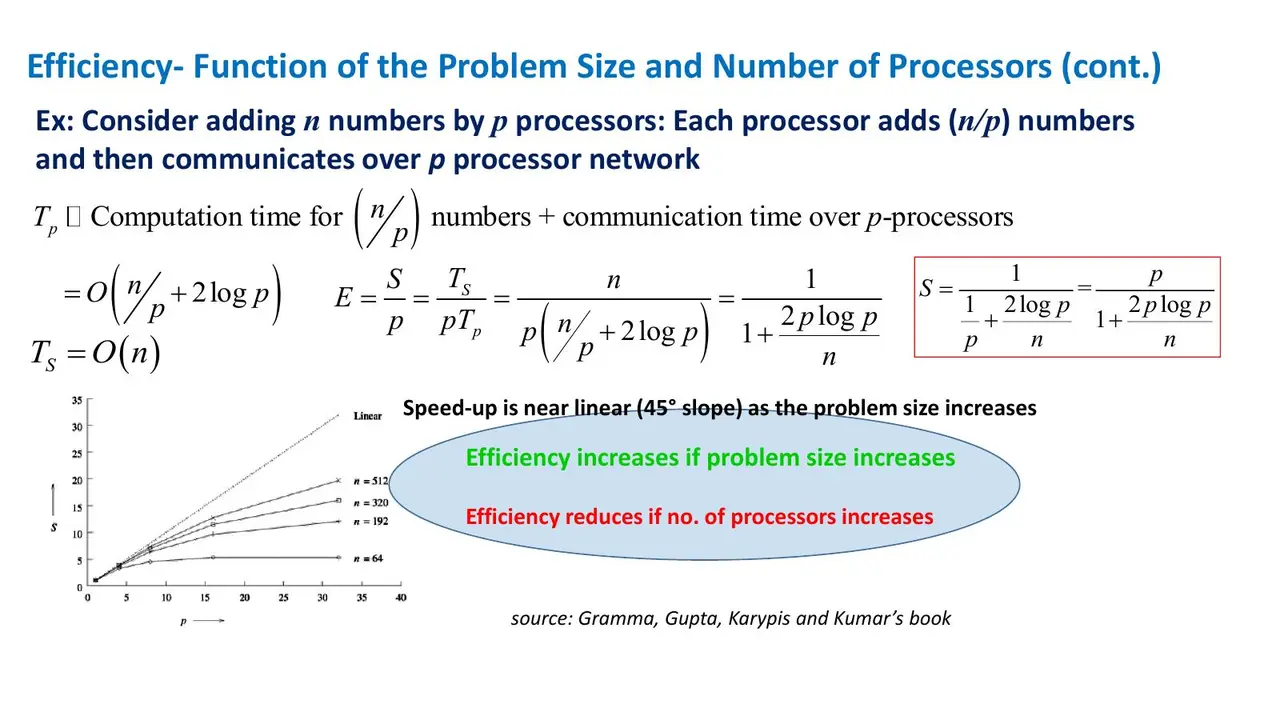 Efficiency- Function of the Problem Size and Number of Processors (cont.)
Ex: Consider adding n numbers by p processors: Each processor adds (n/p) numbers
and then communicates over p processor network
T_p □ Computation time for (n/p) numbers + communication time over p-processors
= O(n/p + 2 log p)
T_S = O(n)
E = S/p = T_S/(pT_p) = n/(p(n/p + 2 log p)) = 1/(1 + (2p log p)/n)
S = 1/(1/p + (2 log p)/n) = p/(1 + (2p log p)/n)
Speed-up is near linear (45° slope) as the problem size increases
Efficiency increases if problem size increases
Efficiency reduces if no. of processors increases
35
30
25
20
15
10
5
0
S
Linear
n = 512
n = 320
n = 192
n = 64
0 5 10 15 20 25 30 35 40
p
source: Gramma, Gupta, Karypis and Kumar's book